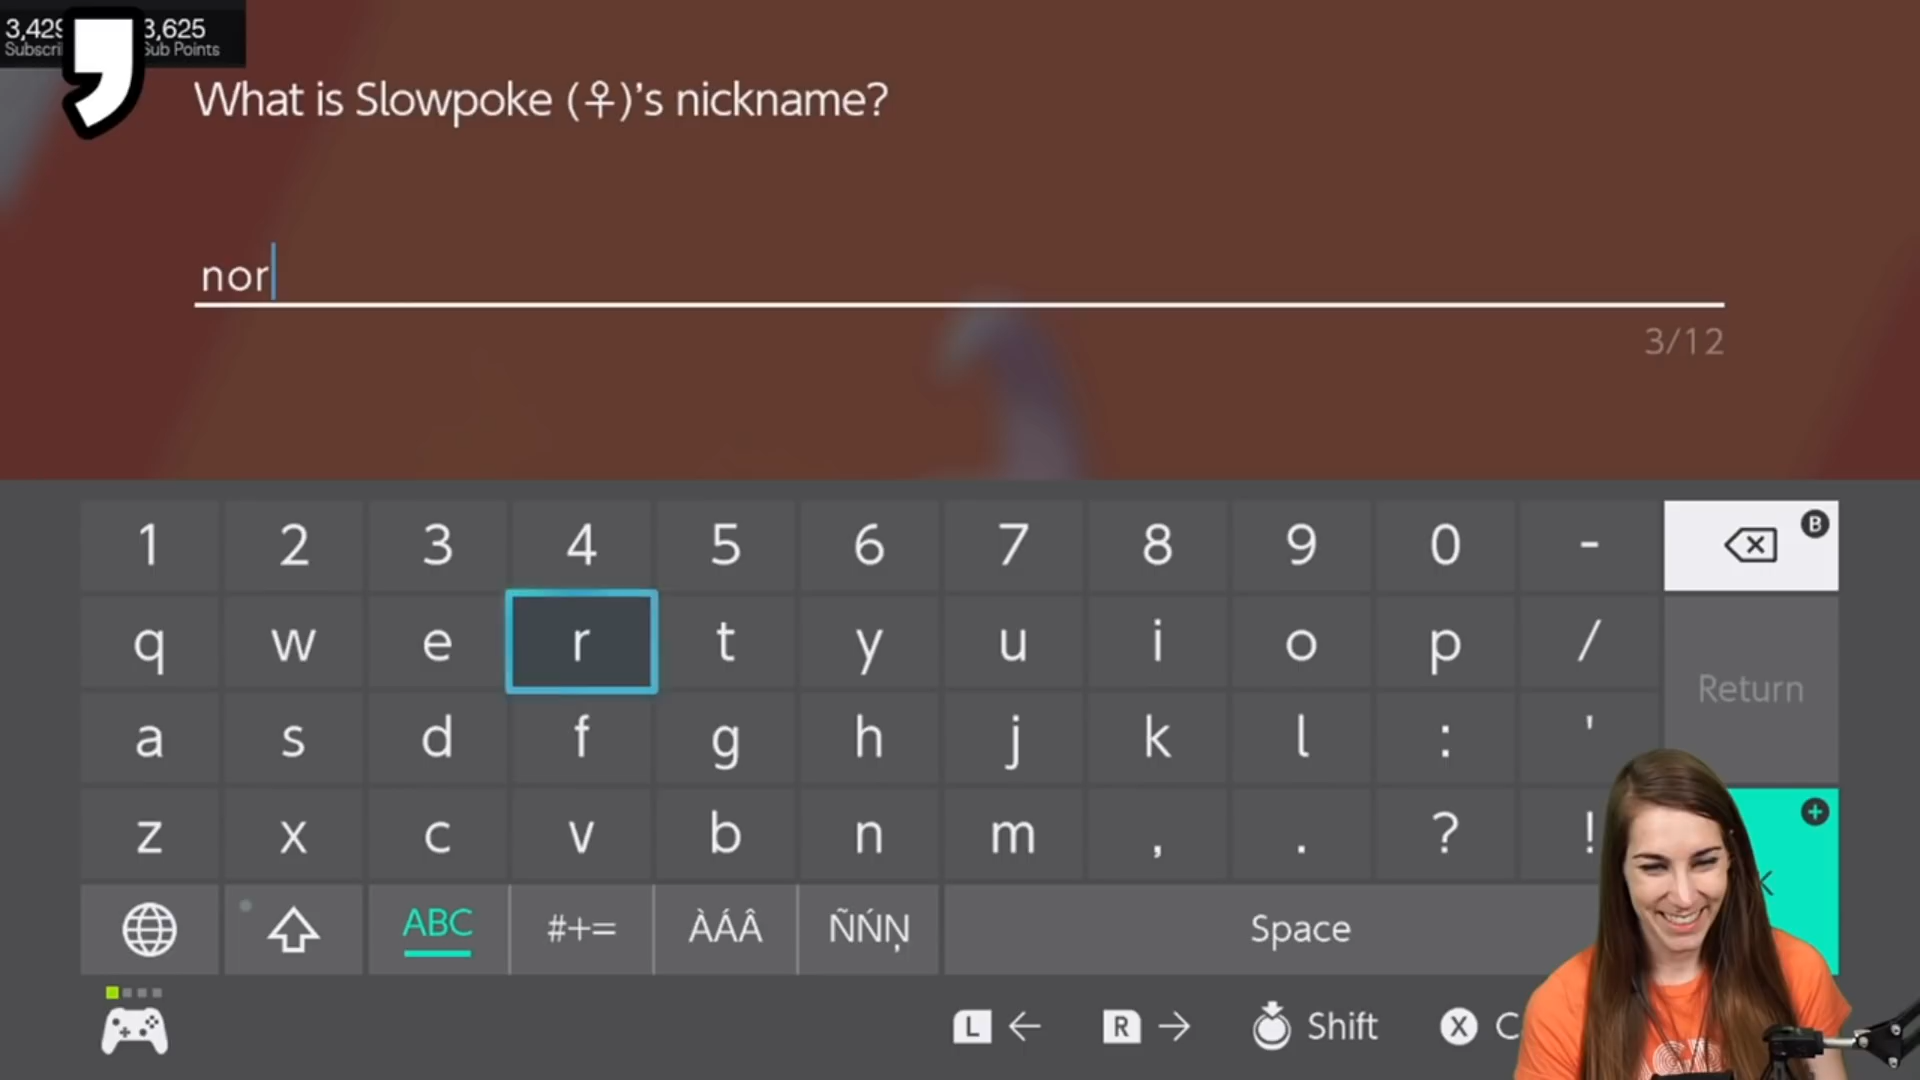 3,429 3,625
Subscri Sub Points
What is Slowpoke (♀)'s nickname?
nor
3/12
1 2 3 4 5 6 7 8 9 0 - B
q w e r t y u i o p /
Return
a s d f g h j k l : '
z x c v b n m , . ? ! +
K
ABC #+= ÀÁÂ ÑŃŅ Space
L ← R → Shift X C